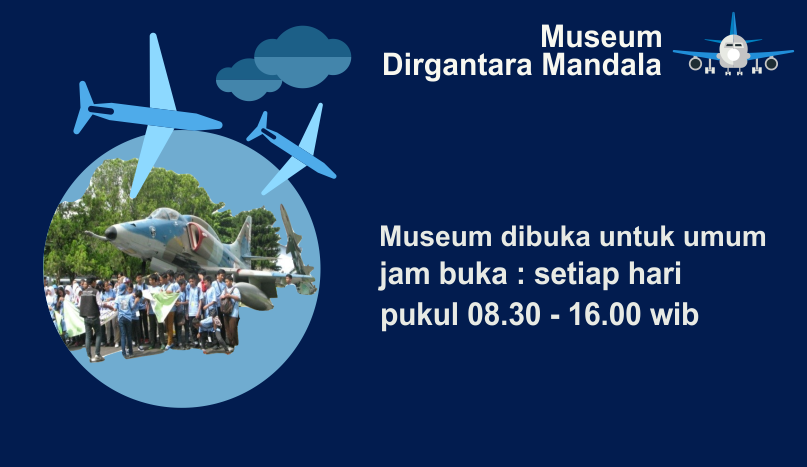 Museum
Dirgantara Mandala
Museum dibuka untuk umum
jam buka : setiap hari
pukul 08.30 - 16.00 wib